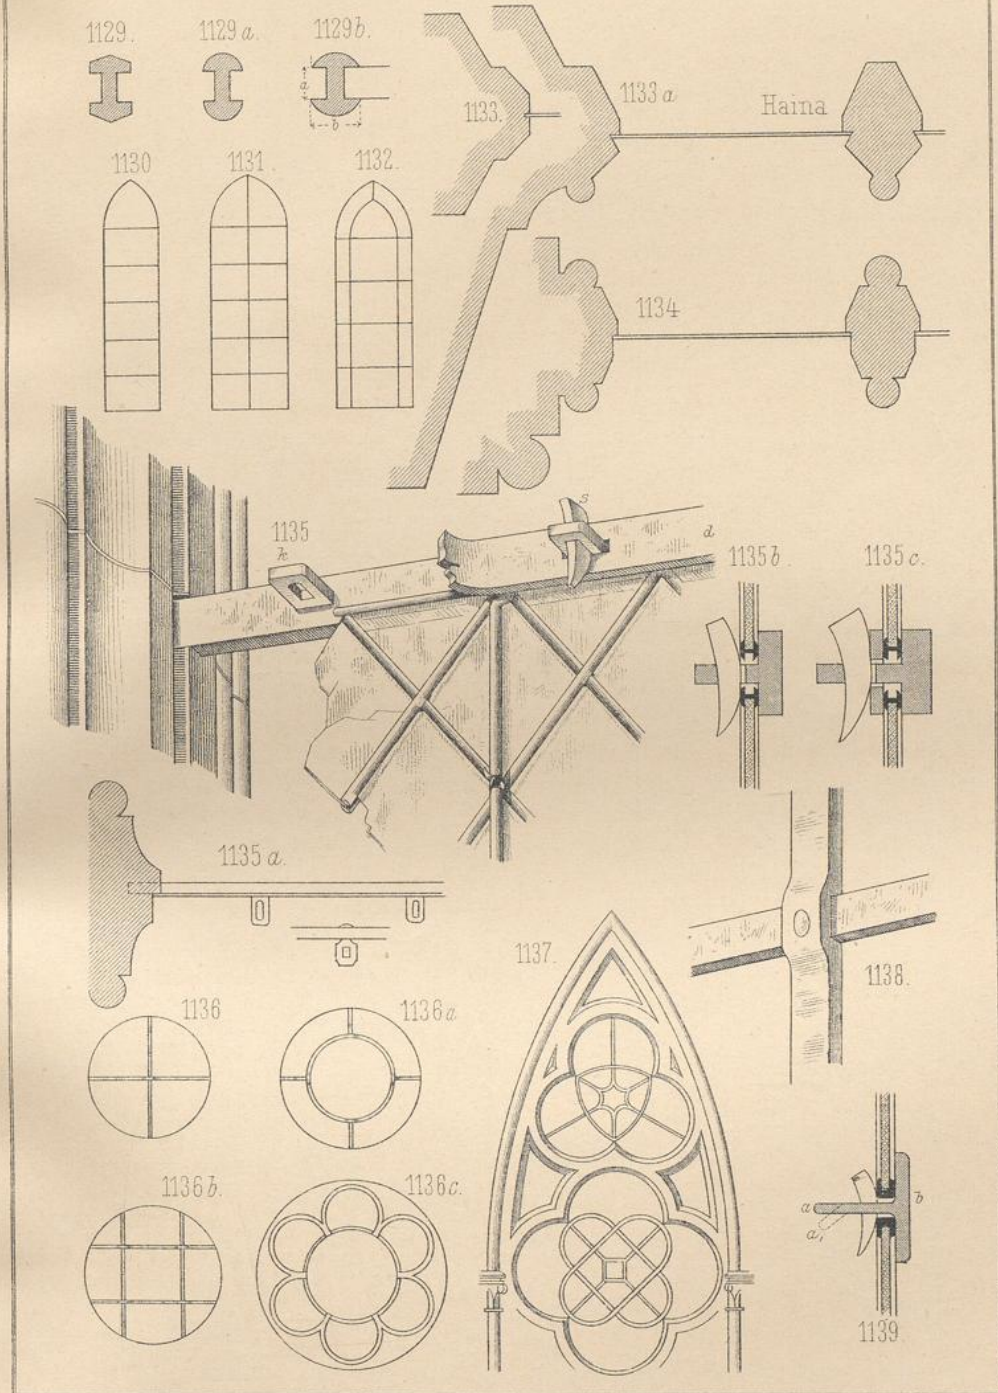 1129.
1129 a.
1129 b.
a
b
1133.
1133 a
Haina
1130
1131.
1132.
1134
1135
k
s
d
1135 b.
1135 c.
1135 a.
1136
1136 a
1137.
1138.
1136 b.
1136 c.
a
a,
b
1139.